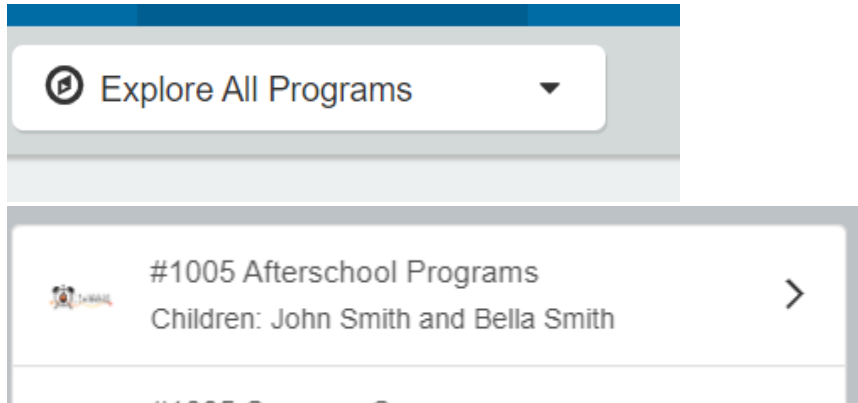 Explore All Programs
#1005 Afterschool Programs
Children: John Smith and Bella Smith